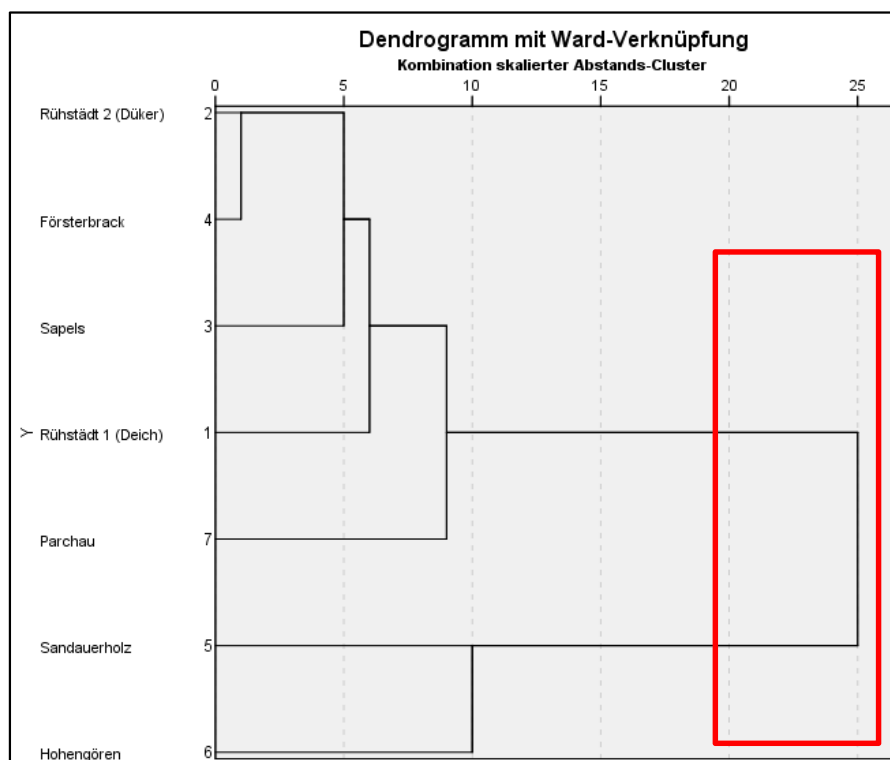 Dendrogramm mit Ward-Verknüpfung
Kombination skalierter Abstands-Cluster
0 5 10 15 20 25
Rühstädt 2 (Düker) 2
Försterbrack 4
Sapels 3
Y Rühstädt 1 (Deich) 1
Parchau 7
Sandauerholz 5
Hohengören 6